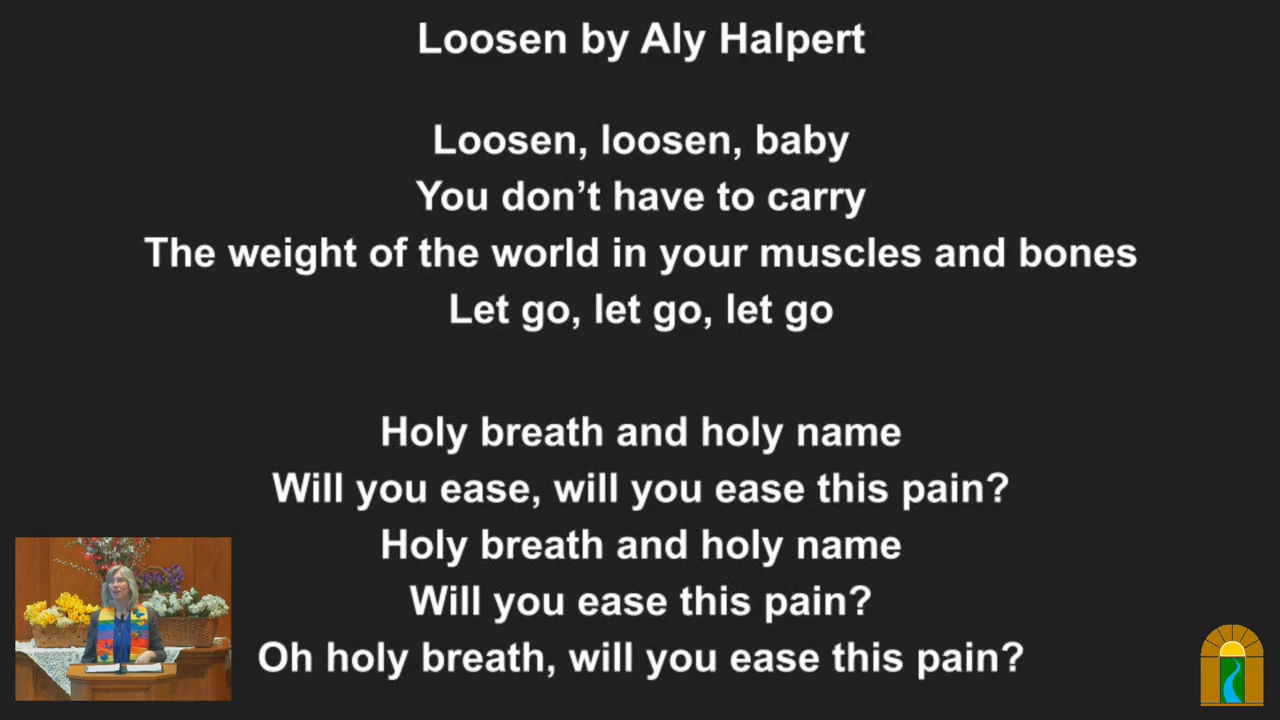 Loosen by Aly Halpert
Loosen, loosen, baby
You don’t have to carry
The weight of the world in your muscles and bones
Let go, let go, let go
Holy breath and holy name
Will you ease, will you ease this pain?
Holy breath and holy name
Will you ease this pain?
Oh holy breath, will you ease this pain?